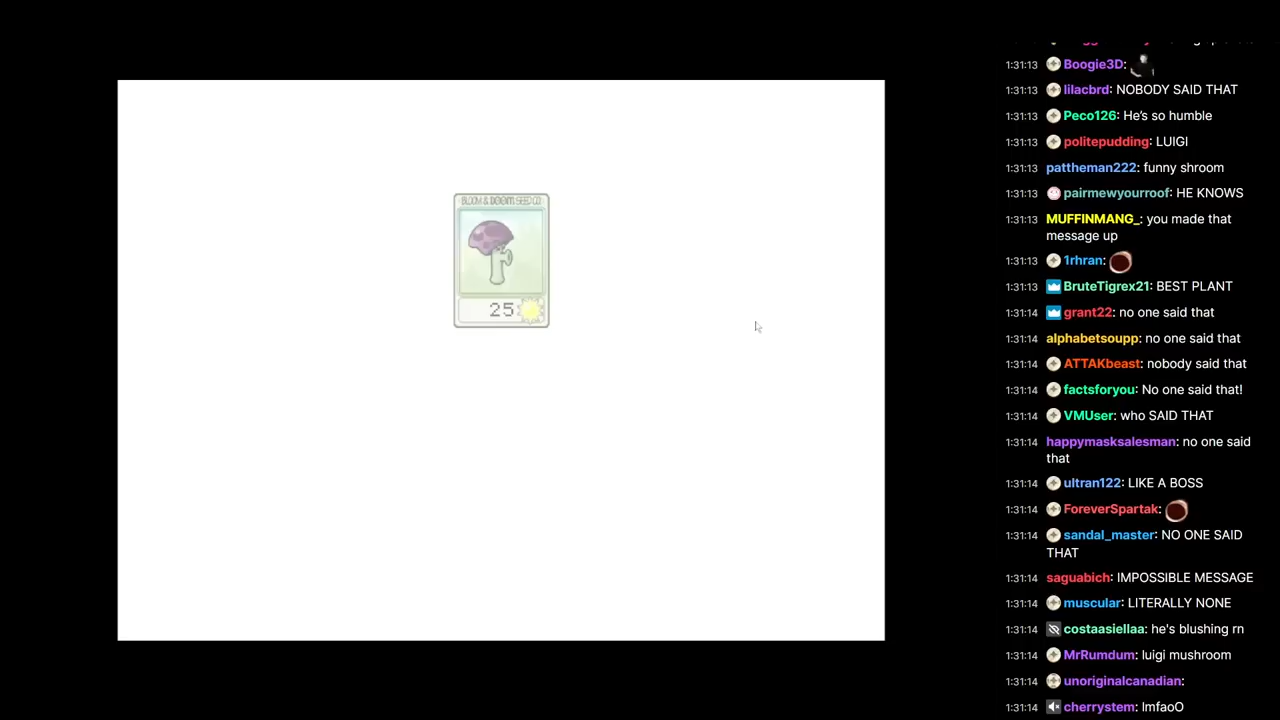 BLOOM & DOOM SEED CO
25
1:31:13 Boogie3D:
1:31:13 lilacbrd: NOBODY SAID THAT
1:31:13 Peco126: He's so humble
1:31:13 politepudding: LUIGI
1:31:13 pattheman222: funny shroom
1:31:13 pairmewyourroof: HE KNOWS
1:31:13 MUFFINMANG_: you made that
message up
1:31:13 1rhran:
1:31:13 BruteTigrex21: BEST PLANT
1:31:14 grant22: no one said that
1:31:14 alphabetsoupp: no one said that
1:31:14 ATTAKbeast: nobody said that
1:31:14 factsforyou: No one said that!
1:31:14 VMUser: who SAID THAT
1:31:14 happymasksalesman: no one said
that
1:31:14 uitran122: LIKE A BOSS
1:31:14 ForeverSpartak:
1:31:14 sandal_master: NO ONE SAID
THAT
1:31:14 saguabich: IMPOSSIBLE MESSAGE
1:31:14 muscular: LITERALLY NONE
1:31:14 costaasiellaa: he's blushing rn
1:31:14 MrRumdum: luigi mushroom
1:31:14 unoriginalcanadian:
1:31:14 cherrystem: lmfaoO